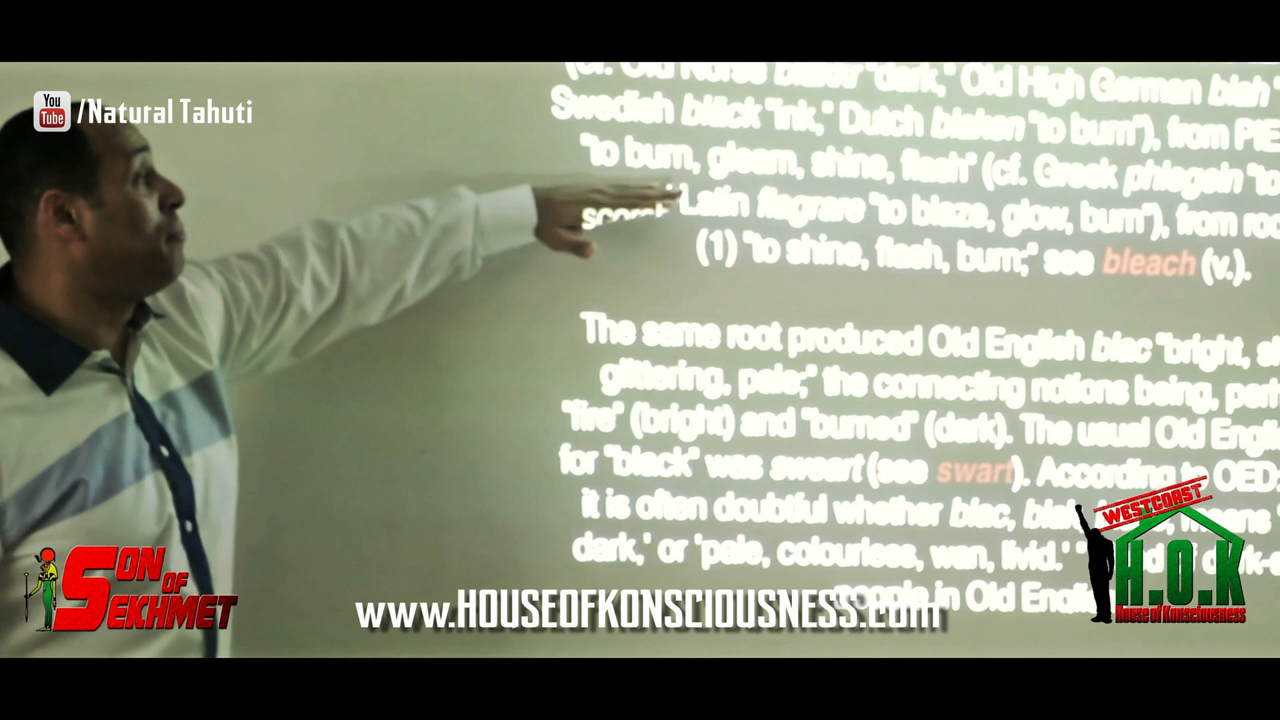 You
Tube
/Natural Tahuti
(cf. Old Norse "dark," Old High German blah
Swedish bläck "ink," Dutch blaken "to burn"), from PIE
"to burn, gleam, shine, flash" (cf. Greek phlegein "to
Latin flagrare "to blaze, glow, burn"), from
(1) "to shine, flash, burn;" see bleach (v.).
The same root produced Old English blac "bright,
glittering, pale;" the connecting notions being,
"fire" (bright) and "burned" (dark). The usual Old
for "black" was sweart (see swart). According to OED:
it is often doubtful whether blac, means
dark,' or 'pale, colourless, wan, livid.'
people in Old
WESTCOAST
H.O.K
House of Konsciousness
SON
OF
SEKHMET
www.HOUSEOFKONSCIOUSNESS.com